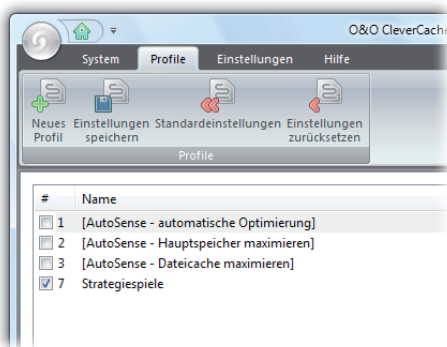 O&O CleverCache
System Profile Einstellungen Hilfe
Neues Profil Einstellungen speichern Standardeinstellungen Einstellungen zurücksetzen
Profile
# Name
1 [AutoSense - automatische Optimierung]
2 [AutoSense - Hauptspeicher maximieren]
3 [AutoSense - Dateicache maximieren]
7 Strategiespiele